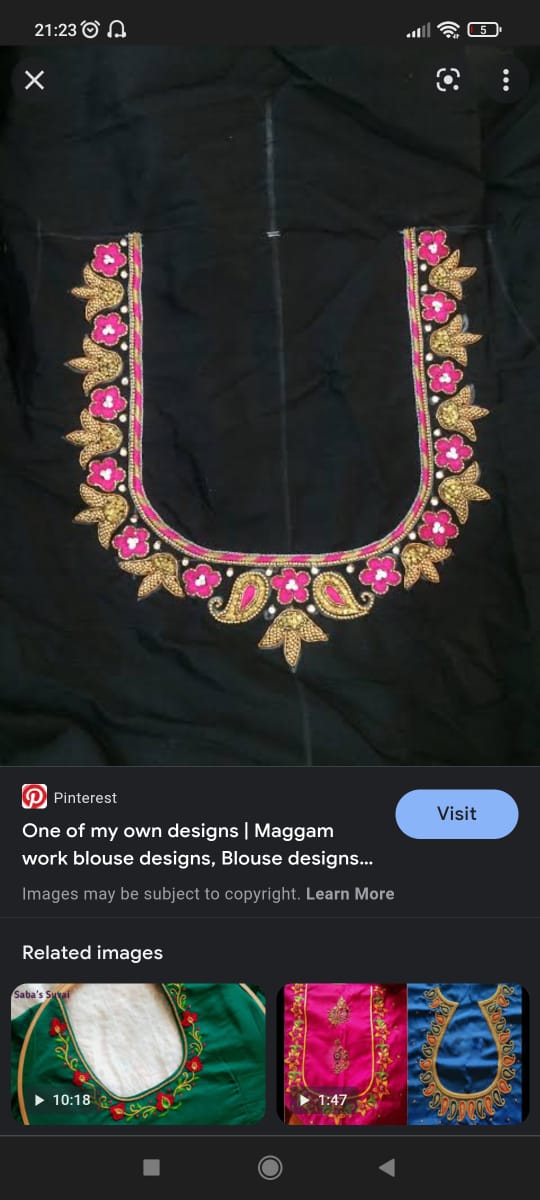 21:23
5
Pinterest
One of my own designs | Maggam
work blouse designs, Blouse designs...
Visit
Images may be subject to copyright. Learn More
Related images
Saba's Suvai
10:18
1:47